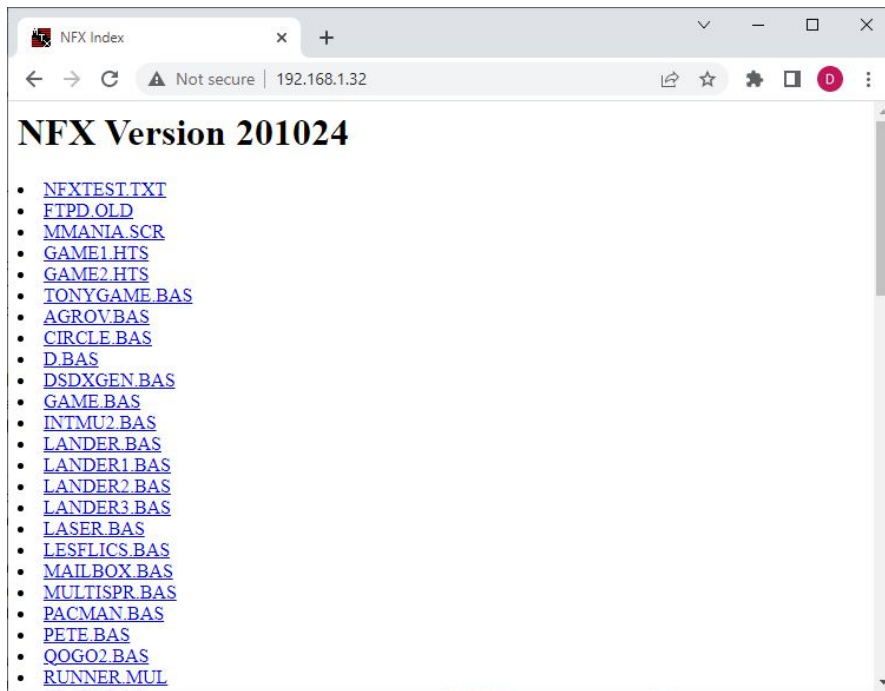 NFX Index
Not secure | 192.168.1.32
D
NFX Version 201024
NFXTEST.TXT
FTPD.OLD
MMANIA.SCR
GAME1.HTS
GAME2.HTS
TONYGAME.BAS
AGROV.BAS
CIRCLE.BAS
D.BAS
DSDXGEN.BAS
GAME.BAS
INTMU2.BAS
LANDER.BAS
LANDER1.BAS
LANDER2.BAS
LANDER3.BAS
LASER.BAS
LESFLICS.BAS
MAILBOX.BAS
MULTISPR.BAS
PACMAN.BAS
PETE.BAS
QOGO2.BAS
RUNNER.MUL